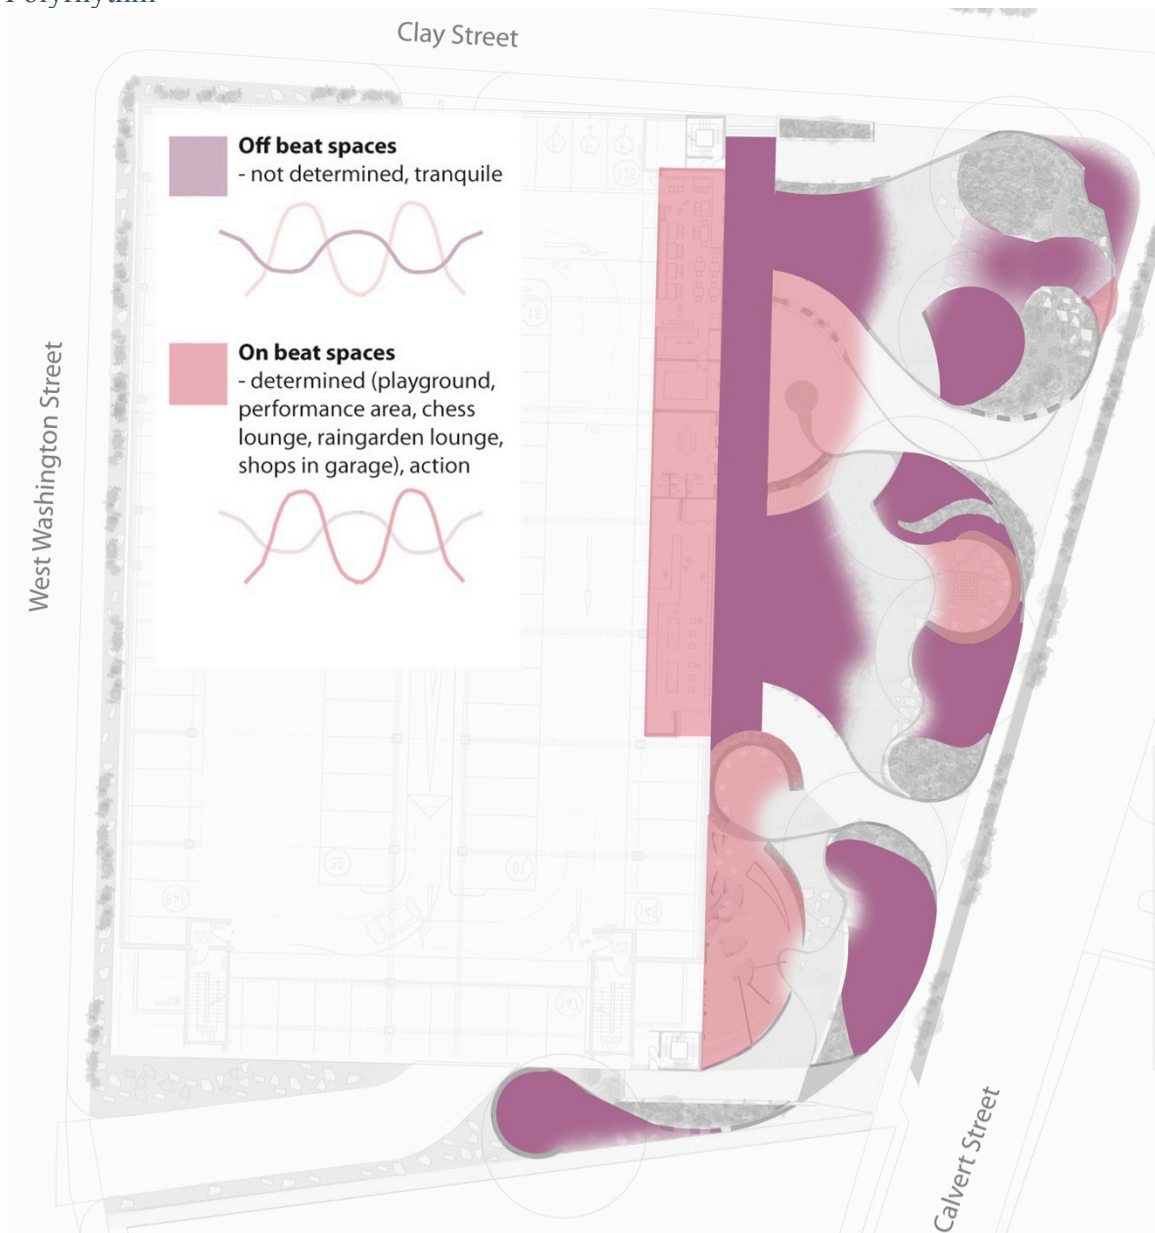 Clay Street
Off beat spaces
- not determined, tranquile
On beat spaces
- determined (playground,
performance area, chess
lounge, raingarden lounge,
shops in garage), action
West Washington Street
Calvert Street